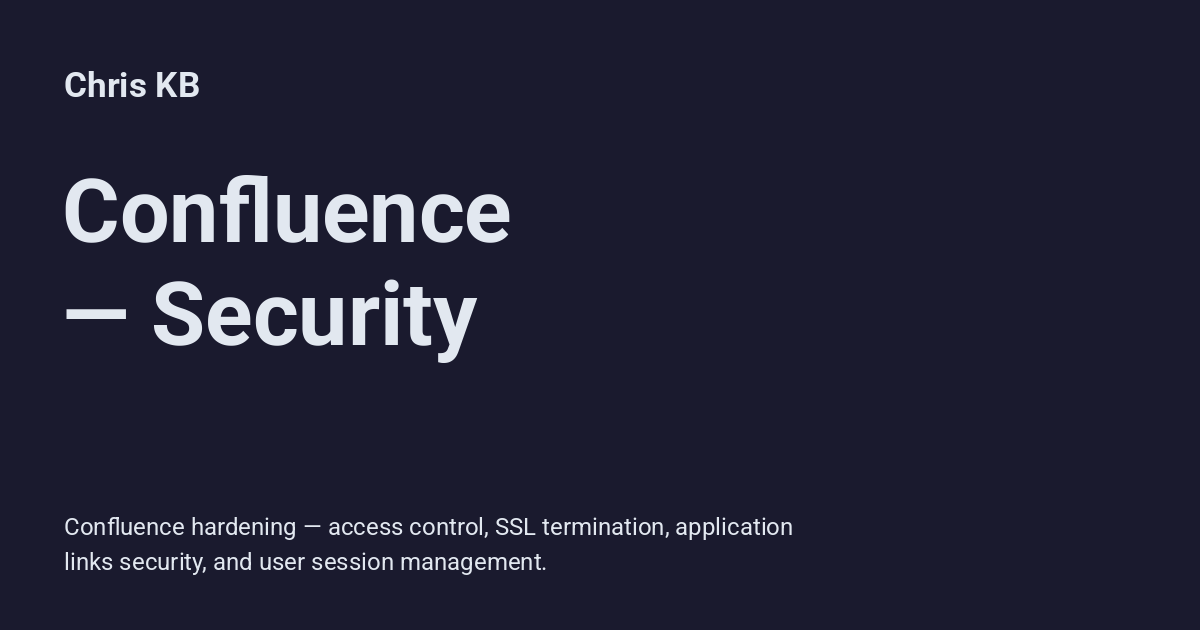 Chris KB
Confluence
— Security
Confluence hardening — access control, SSL termination, application
links security, and user session management.